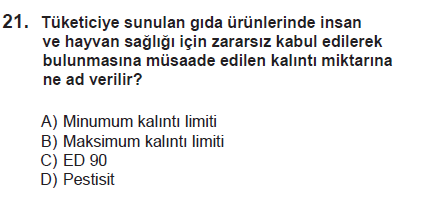 21. Tüketiciye sunulan gıda ürünlerinde insan
ve hayvan sağlığı için zararsız kabul edilerek
bulunmasına müsaade edilen kalıntı miktarına
ne ad verilir?
A) Minumum kalıntı limiti
B) Maksimum kalıntı limiti
C) ED 90
D) Pestisit